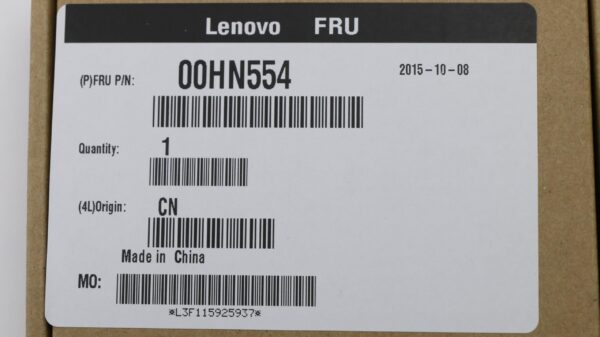 Lenovo FRU
(P)FRU P/N: 00HN554 2015-10-08
Quantity: 1
(4L)Origin: CN
Made in China
MO:
*L3F115925937*